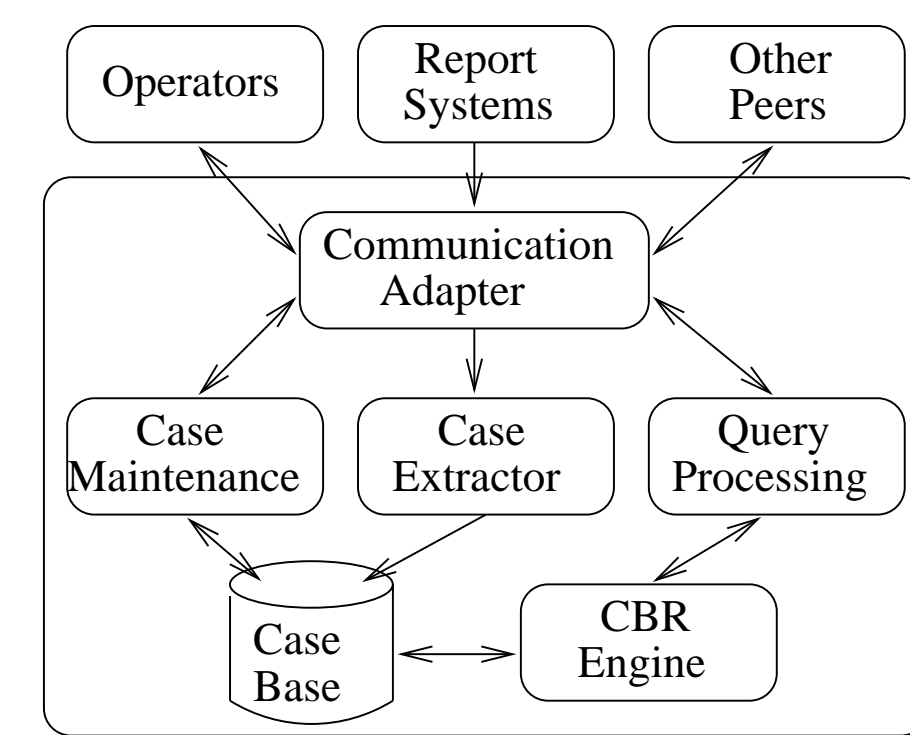 Operators
Report
Systems
Other
Peers
Communication
Adapter
Case
Maintenance
Case
Extractor
Query
Processing
Case
Base
CBR
Engine